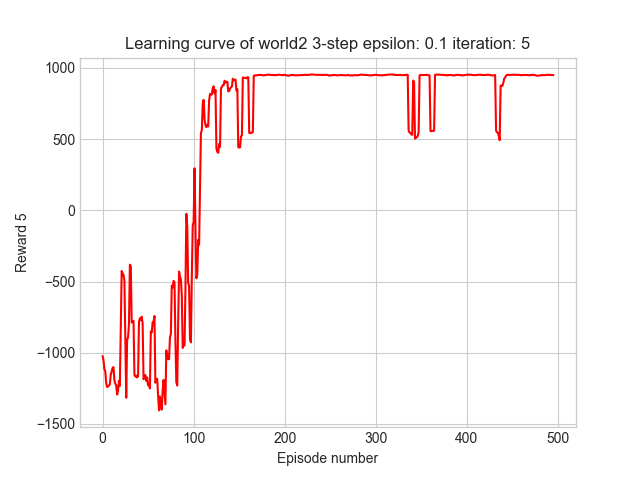 Learning curve of world2 3-step epsilon: 0.1 iteration: 5
1000
500
0
−500
−1000
−1500
Reward 5
0 100 200 300 400 500
Episode number